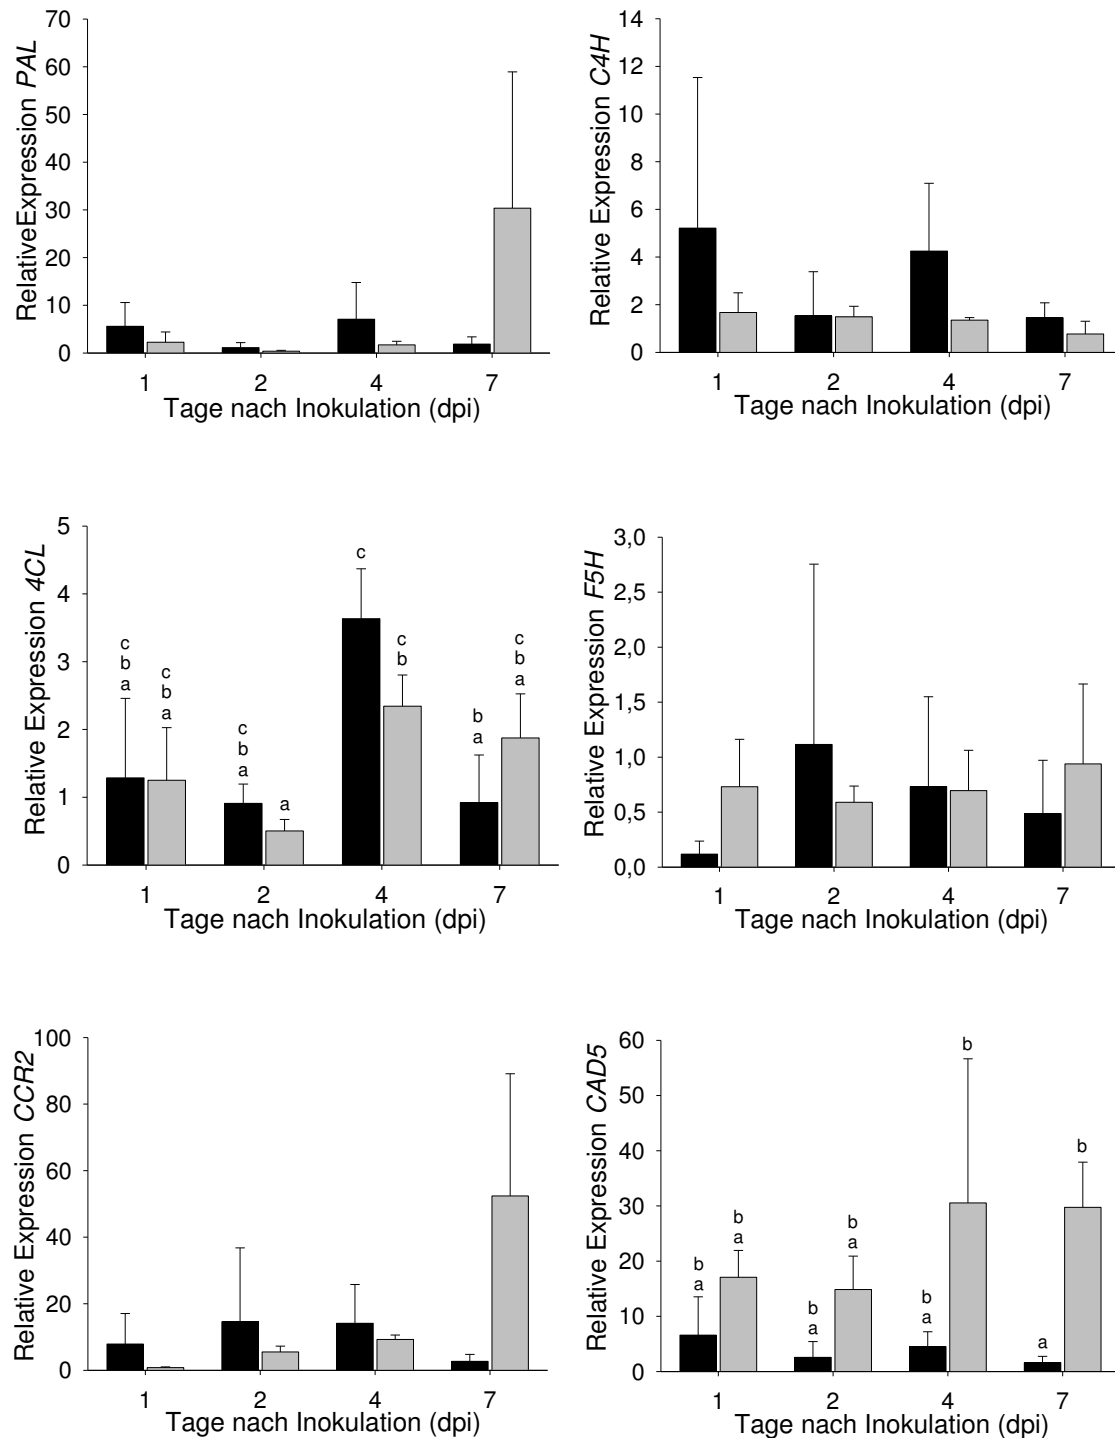 RelativeExpression PAL
70
60
50
40
30
20
10
0
1 2 4 7
Tage nach Inokulation (dpi)
Relative Expression C4H
14
12
10
8
6
4
2
0
1 2 4 7
Tage nach Inokulation (dpi)
Relative Expression 4CL
5
4
3
2
1
0
c
b
a
c
b
a
c
b
a
a
c
c
b
b
a
c
b
a
1 2 4 7
Tage nach Inokulation (dpi)
Relative Expression F5H
3,0
2,5
2,0
1,5
1,0
0,5
0,0
1 2 4 7
Tage nach Inokulation (dpi)
Relative Expression CCR2
100
80
60
40
20
0
1 2 4 7
Tage nach Inokulation (dpi)
Relative Expression CAD5
60
50
40
30
20
10
0
b
a
b
a
b
a
b
a
b
a
b
a
b
1 2 4 7
Tage nach Inokulation (dpi)